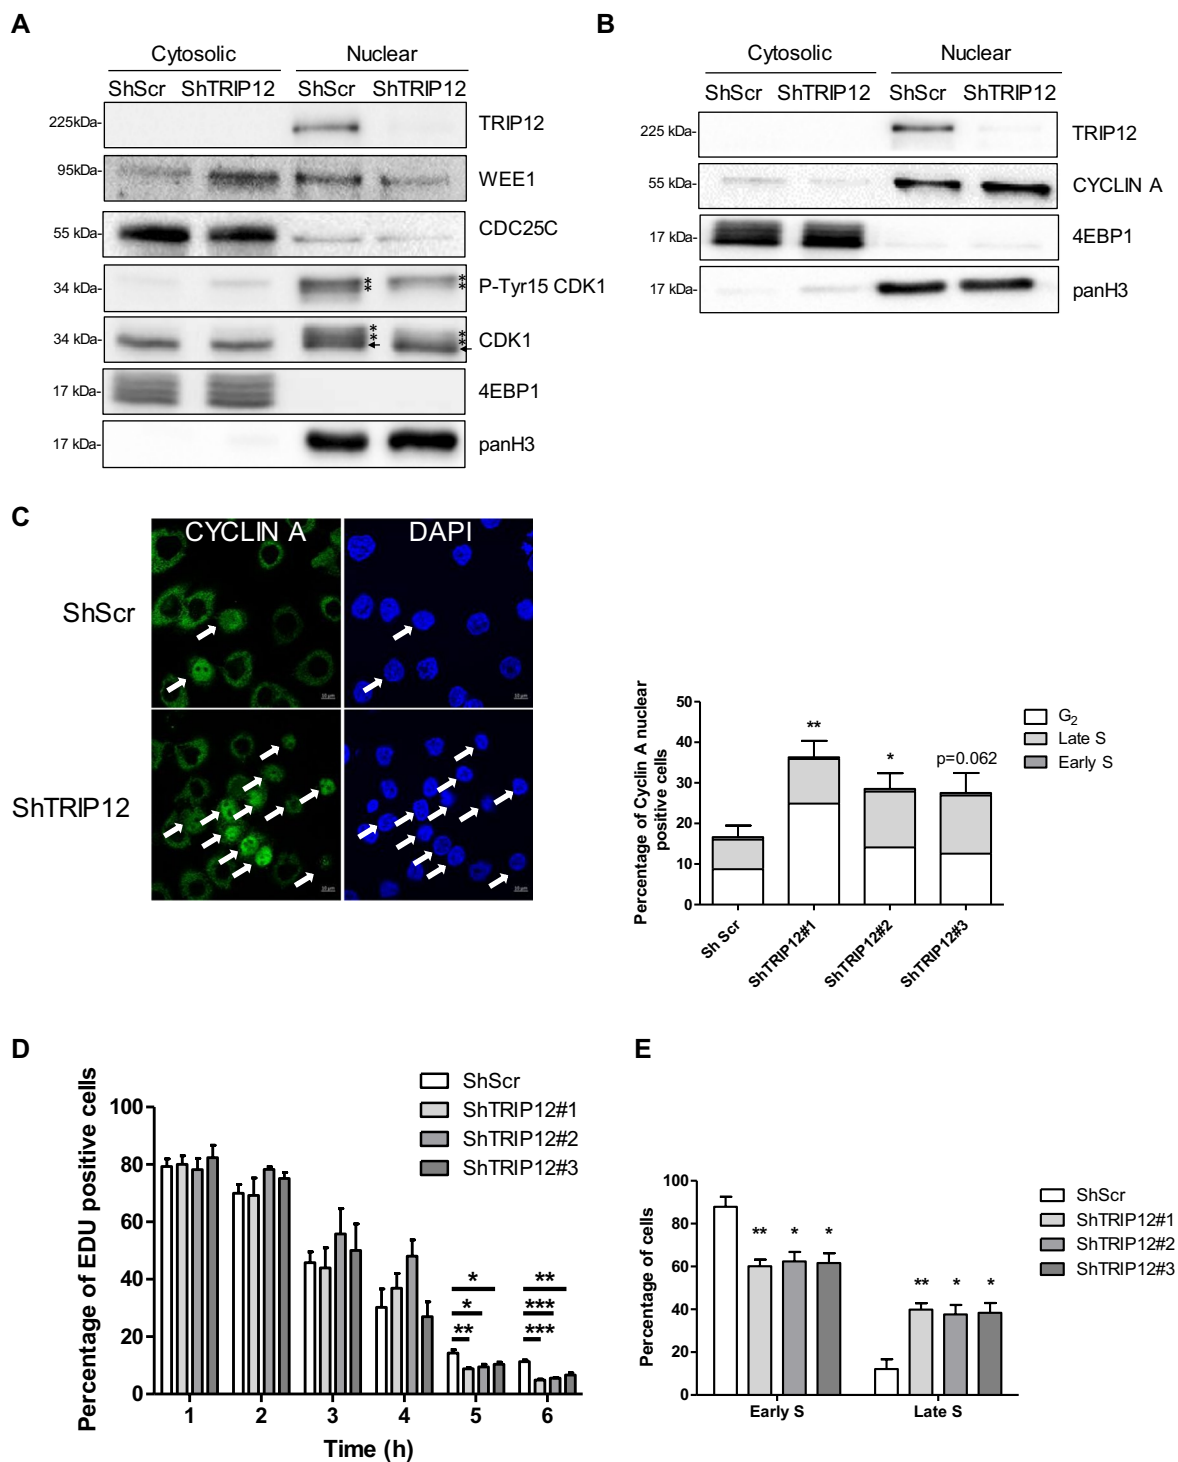 A
Cytosolic Nuclear
ShScr ShTRIP12 ShScr ShTRIP12
225kDa- TRIP12
95kDa- WEE1
55 kDa- CDC25C
34 kDa- P-Tyr15 CDK1
* * * *
34 kDa- CDK1
* * * *
17 kDa- 4EBP1
17 kDa- panH3
B
Cytosolic Nuclear
ShScr ShTRIP12 ShScr ShTRIP12
225 kDa- TRIP12
55 kDa- CYCLIN A
17 kDa- 4EBP1
17 kDa- panH3
C
CYCLIN A DAPI
ShScr
ShTRIP12
Percentage of Cyclin A nuclear
positive cells
50
40
30
20
10
0
** * p=0.062
Sh Scr ShTRIP12#1 ShTRIP12#2 ShTRIP12#3
G2
Late S
Early S
D
Percentage of EDU positive cells
100
80
60
40
20
0
ShScr
ShTRIP12#1
ShTRIP12#2
ShTRIP12#3
* **
* ***
** ***
1 2 3 4 5 6
Time (h)
E
Percentage of cells
100
80
60
40
20
0
** * * ** * *
Early S Late S
ShScr
ShTRIP12#1
ShTRIP12#2
ShTRIP12#3